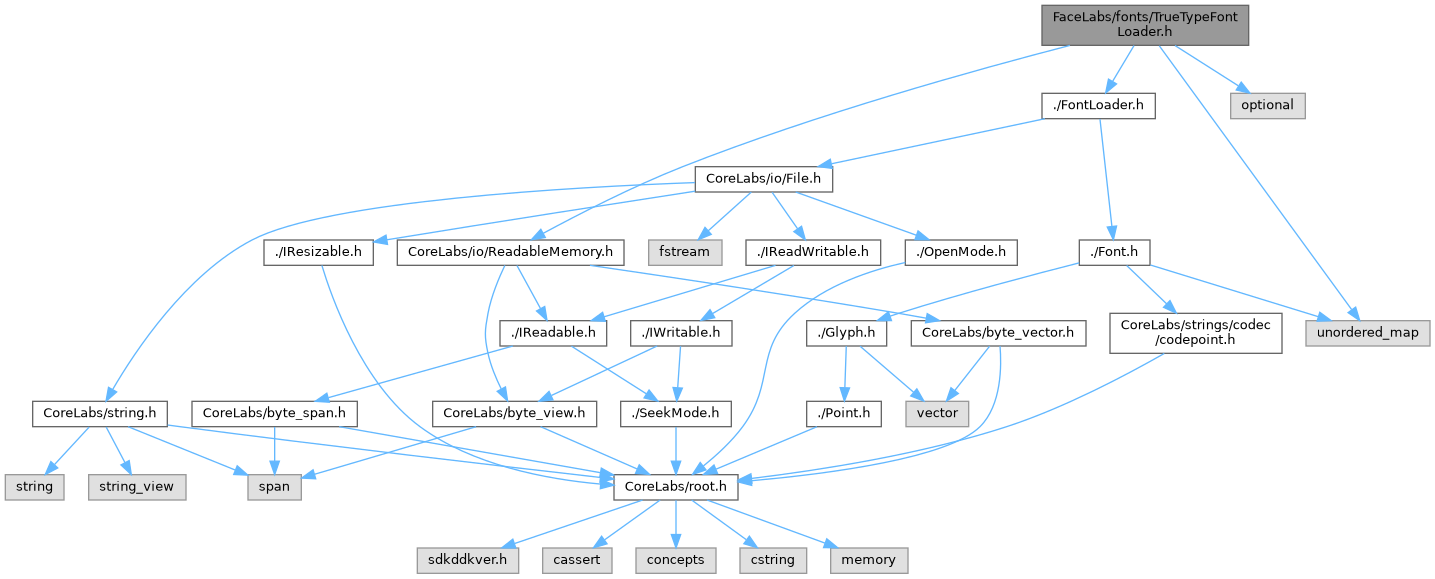 FaceLabs/fonts/TrueTypeFont
Loader.h
./FontLoader.h
optional
CoreLabs/io/File.h
./IResizable.h
CoreLabs/io/ReadableMemory.h
fstream
./IReadWritable.h
./OpenMode.h
./Font.h
./IReadable.h
./IWritable.h
./Glyph.h
CoreLabs/byte_vector.h
CoreLabs/strings/codec
/codepoint.h
unordered_map
CoreLabs/string.h
CoreLabs/byte_span.h
CoreLabs/byte_view.h
./SeekMode.h
./Point.h
vector
string
string_view
span
CoreLabs/root.h
sdkddkver.h
cassert
concepts
cstring
memory